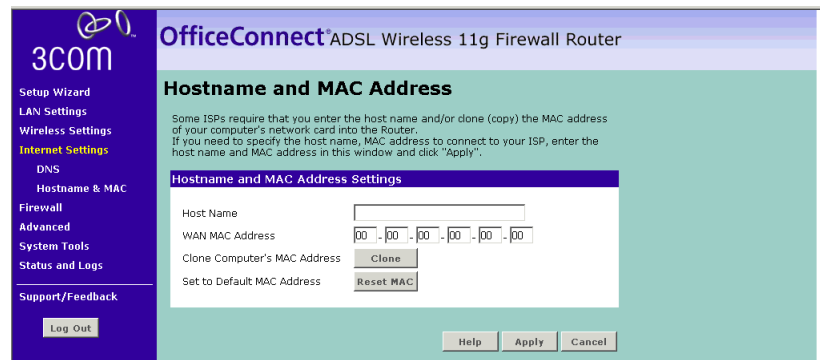 3COM
OfficeConnect® ADSL Wireless 11g Firewall Router
Setup Wizard
LAN Settings
Wireless Settings
Internet Settings
DNS
Hostname & MAC
Firewall
Advanced
System Tools
Status and Logs
Support/Feedback
Log Out
Hostname and MAC Address
Some ISPs require that you enter the host name and/or clone (copy) the MAC address
of your computer's network card into the Router.
If you need to specify the host name, MAC address to connect to your ISP, enter the
host name and MAC address in this window and click "Apply".
Hostname and MAC Address Settings
Host Name
WAN MAC Address 00 - 00 - 00 - 00 - 00 - 00
Clone Computer's MAC Address Clone
Set to Default MAC Address Reset MAC
Help Apply Cancel